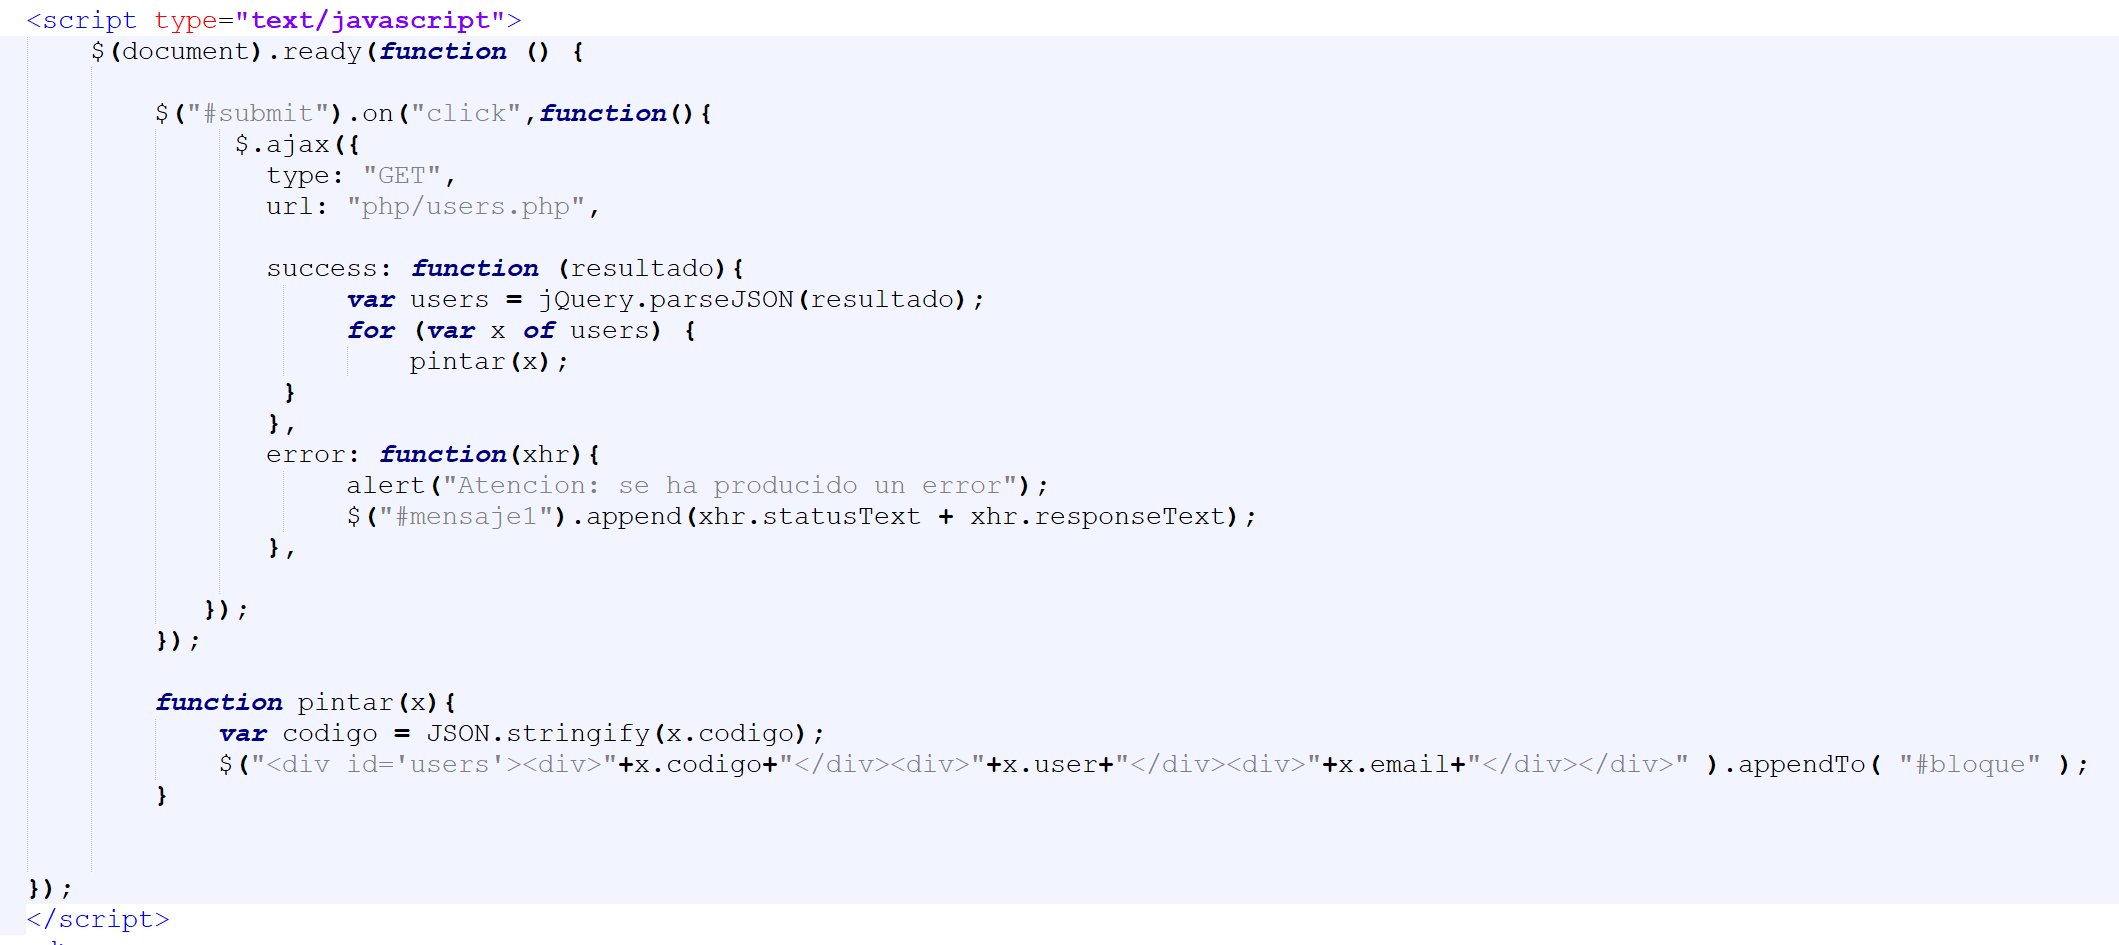 <script type="text/javascript">
$(document).ready(function () {
$("#submit").on("click",function(){
$.ajax({
type: "GET",
url: "php/users.php",
success: function (resultado){
var users = jQuery.parseJSON(resultado);
for (var x of users) {
pintar(x);
}
},
error: function(xhr){
alert("Atencion: se ha producido un error");
$("#mensaje1").append(xhr.statusText + xhr.responseText);
},
});
});
function pintar(x){
var codigo = JSON.stringify(x.codigo);
$("<div id='users'><div>"+x.codigo+"</div><div>"+x.user+"</div><div>"+x.email+"</div></div>" ).appendTo( "#bloque" );
}
});
</script>